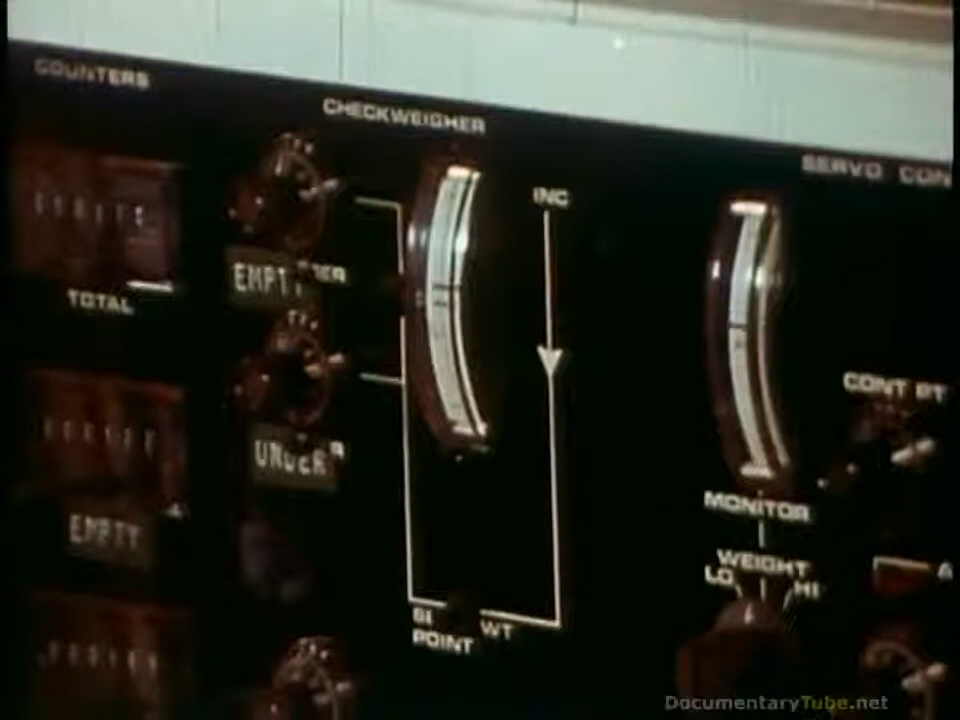 COUNTERS
CHECKWEIGHER
SERVO CON
INC
TOTAL
EMPTY
CONT PT
UNDER
MONITOR
EMPTY
WEIGHT
LO
HI
A
WT
POINT
DocumentaryTube.net